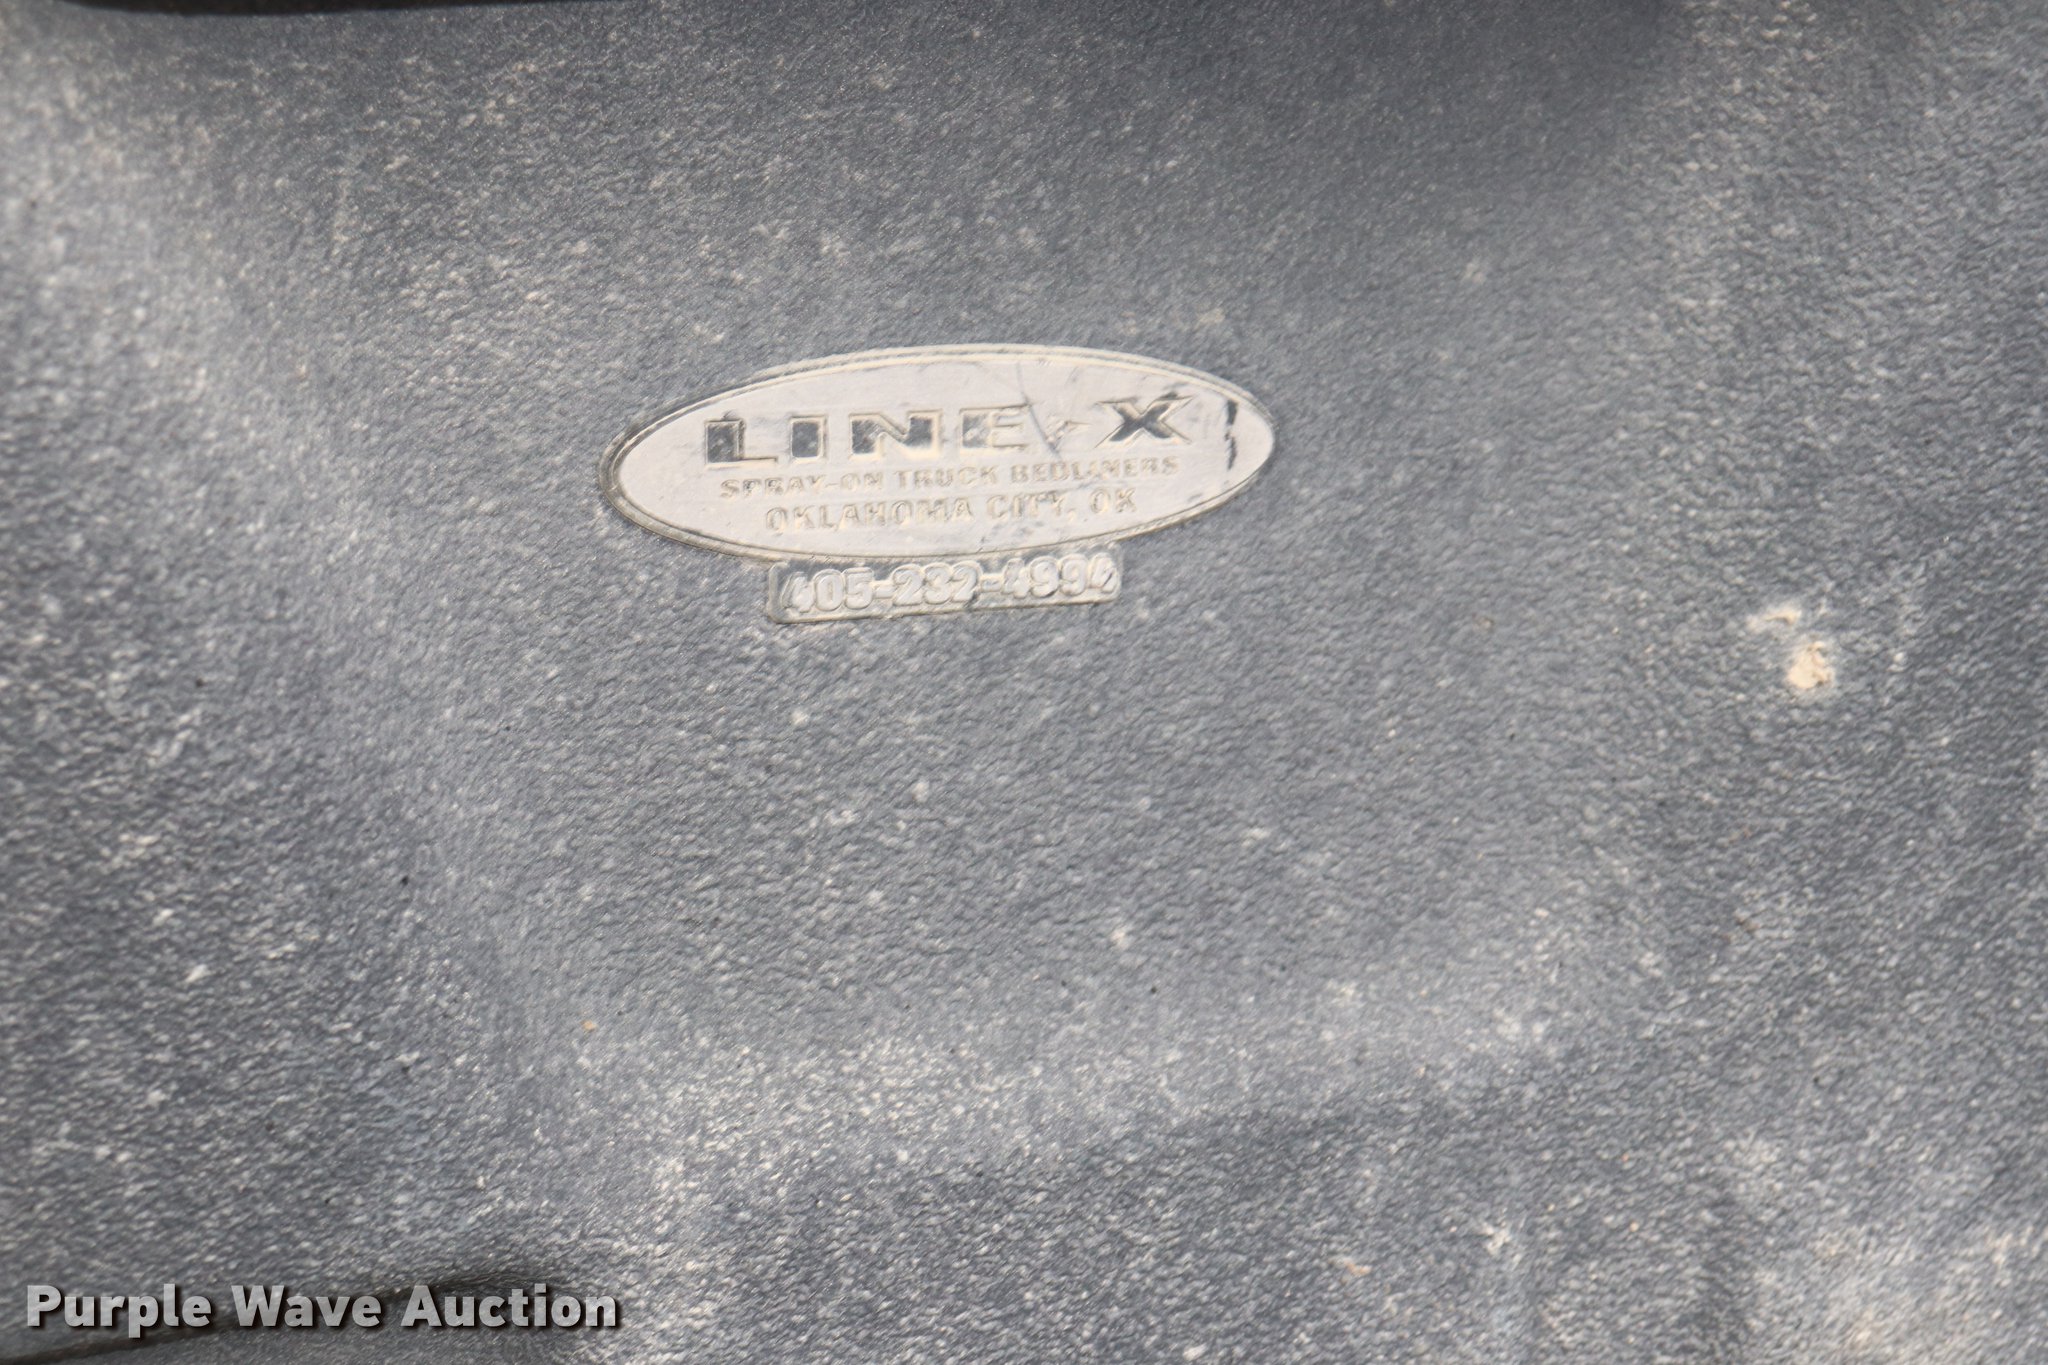 LINE-X
SPRAY-ON TRUCK BEDLINERS
OKLAHOMA CITY, OK
405-232-4994
Purple Wave Auction